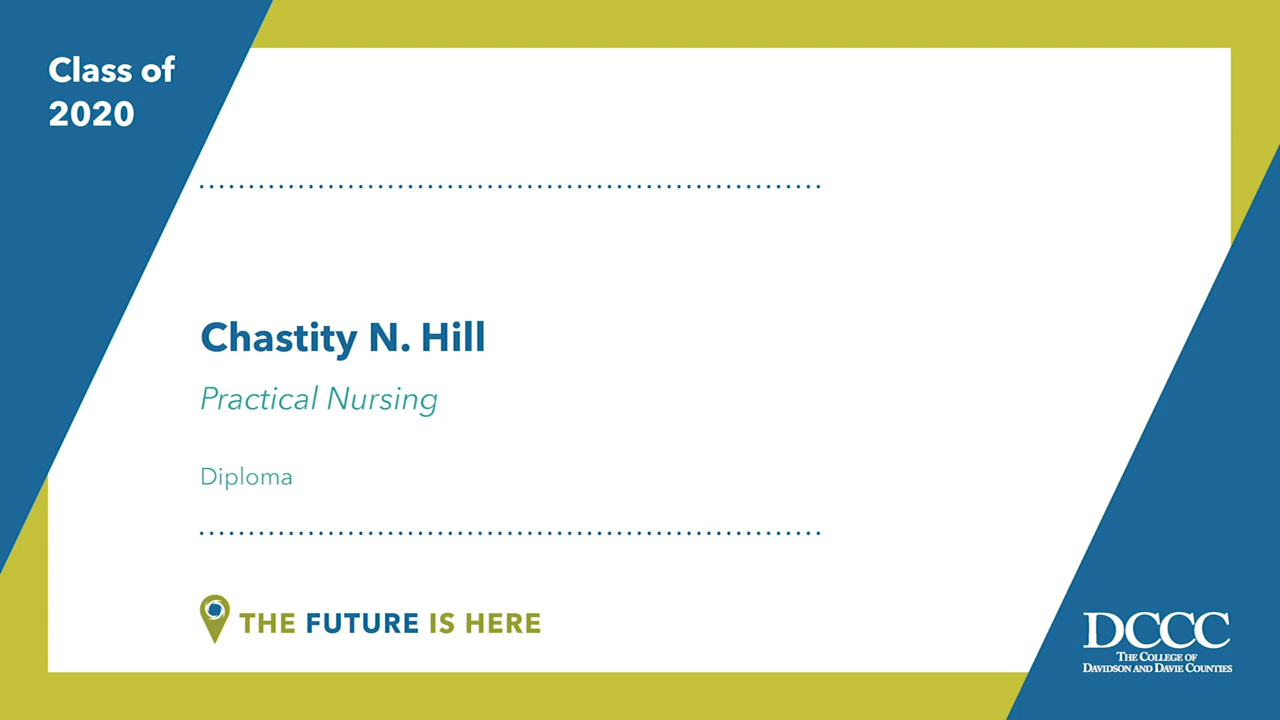 Class of
2020
Chastity N. Hill
Practical Nursing
Diploma
THE FUTURE IS HERE
DCCC
THE COLLEGE OF
DAVIDSON AND DAVIE COUNTIES